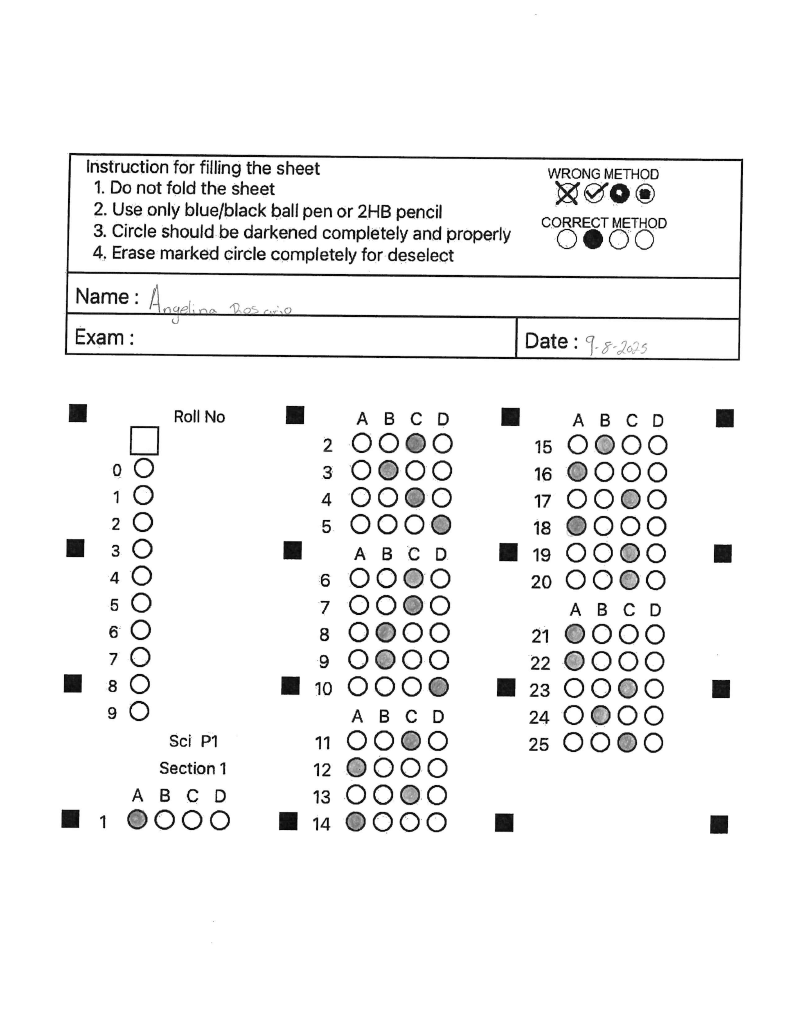 Instruction for filling the sheet
1. Do not fold the sheet
2. Use only blue/black ball pen or 2HB pencil
3. Circle should be darkened completely and properly
4. Erase marked circle completely for deselect
WRONG METHOD
CORRECT METHOD
Name : Angelina Rosario
Exam :
Date : 9-8-2025
Roll No
0
1
2
3
4
5
6
7
8
9
Sci P1
Section 1
A B C D
1
A B C D
2
3
4
5
A B C D
6
7
8
9
10
A B C D
11
12
13
14
A B C D
15
16
17
18
19
20
A B C D
21
22
23
24
25